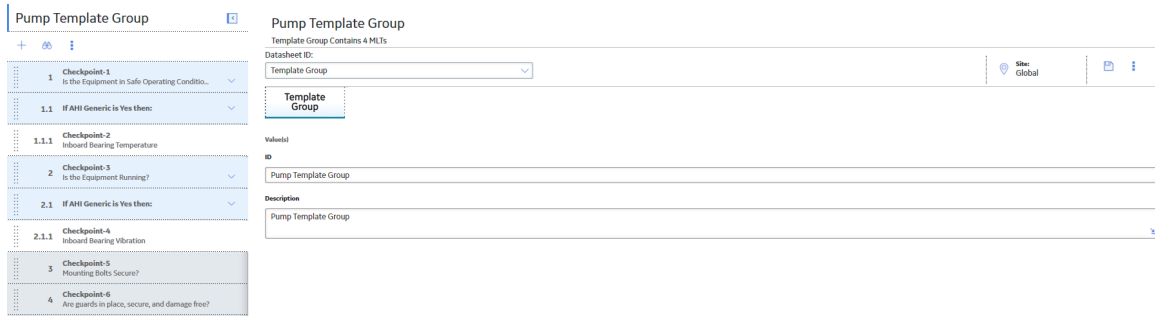 Pump Template Group
1
Checkpoint-1
Is the Equipment in Safe Operating Conditio...
1.1 If AHI Generic is Yes then:
1.1.1
Checkpoint-2
Inboard Bearing Temperature
2
Checkpoint-3
Is the Equipment Running?
2.1 If AHI Generic is Yes then:
2.1.1
Checkpoint-4
Inboard Bearing Vibration
3
Checkpoint-5
Mounting Bolts Secure?
4
Checkpoint-6
Are guards in place, secure, and damage free?
Pump Template Group
Template Group Contains 4 MLTs
Datasheet ID:
Template Group
Site:
Global
Template
Group
Value(s)
ID
Pump Template Group
Description
Pump Template Group